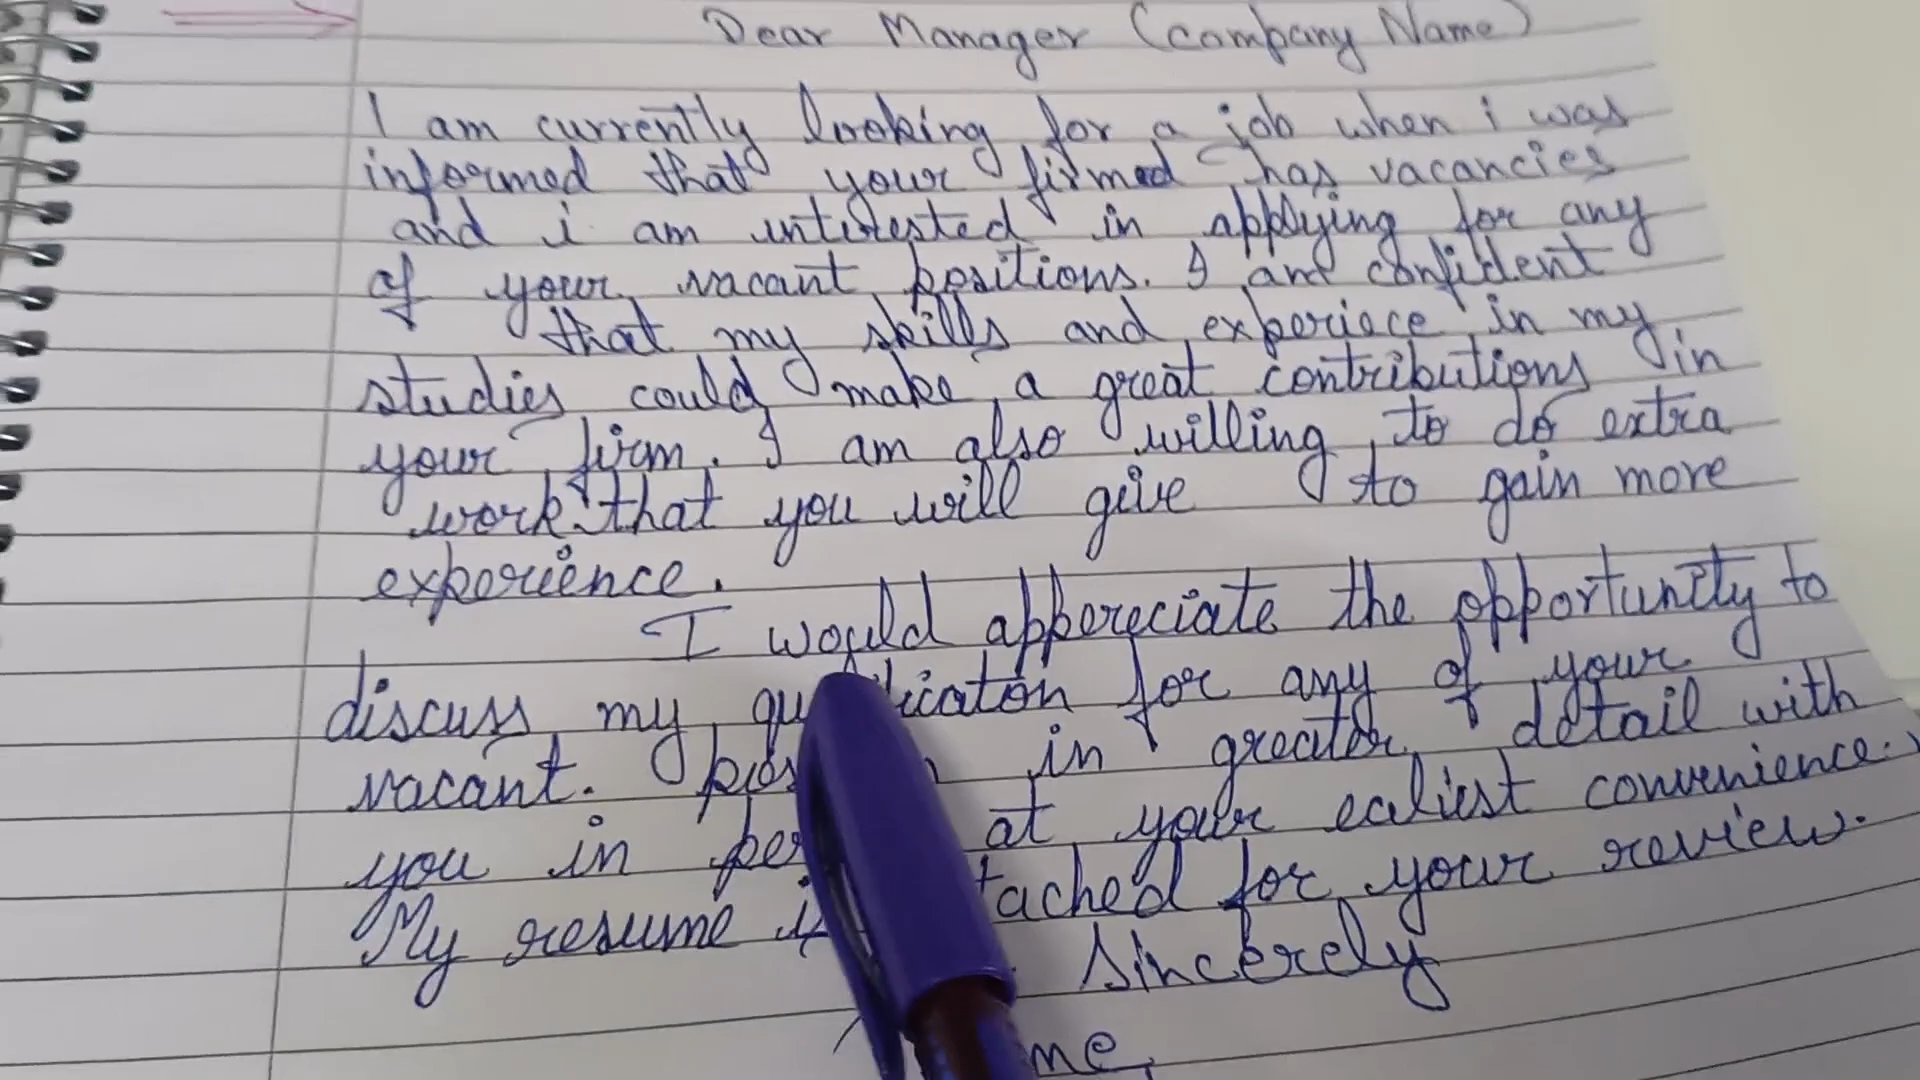 Dear Manager (Company Name)
I am currently looking for a job when i was
informed that your firmed has vacancies
and i am interested in applying for any
of your vacant positions. I am confident
that my skills and experiece in my
studies could make a great contributions in
your firm. I am also willing to do extra
work that you will give to gain more
experience.
I would apperciate the opportunity to
discuss my for any of your
vacant. in greater detail with
you in at your earliest convenience.
My resume for your review.
Sincerely